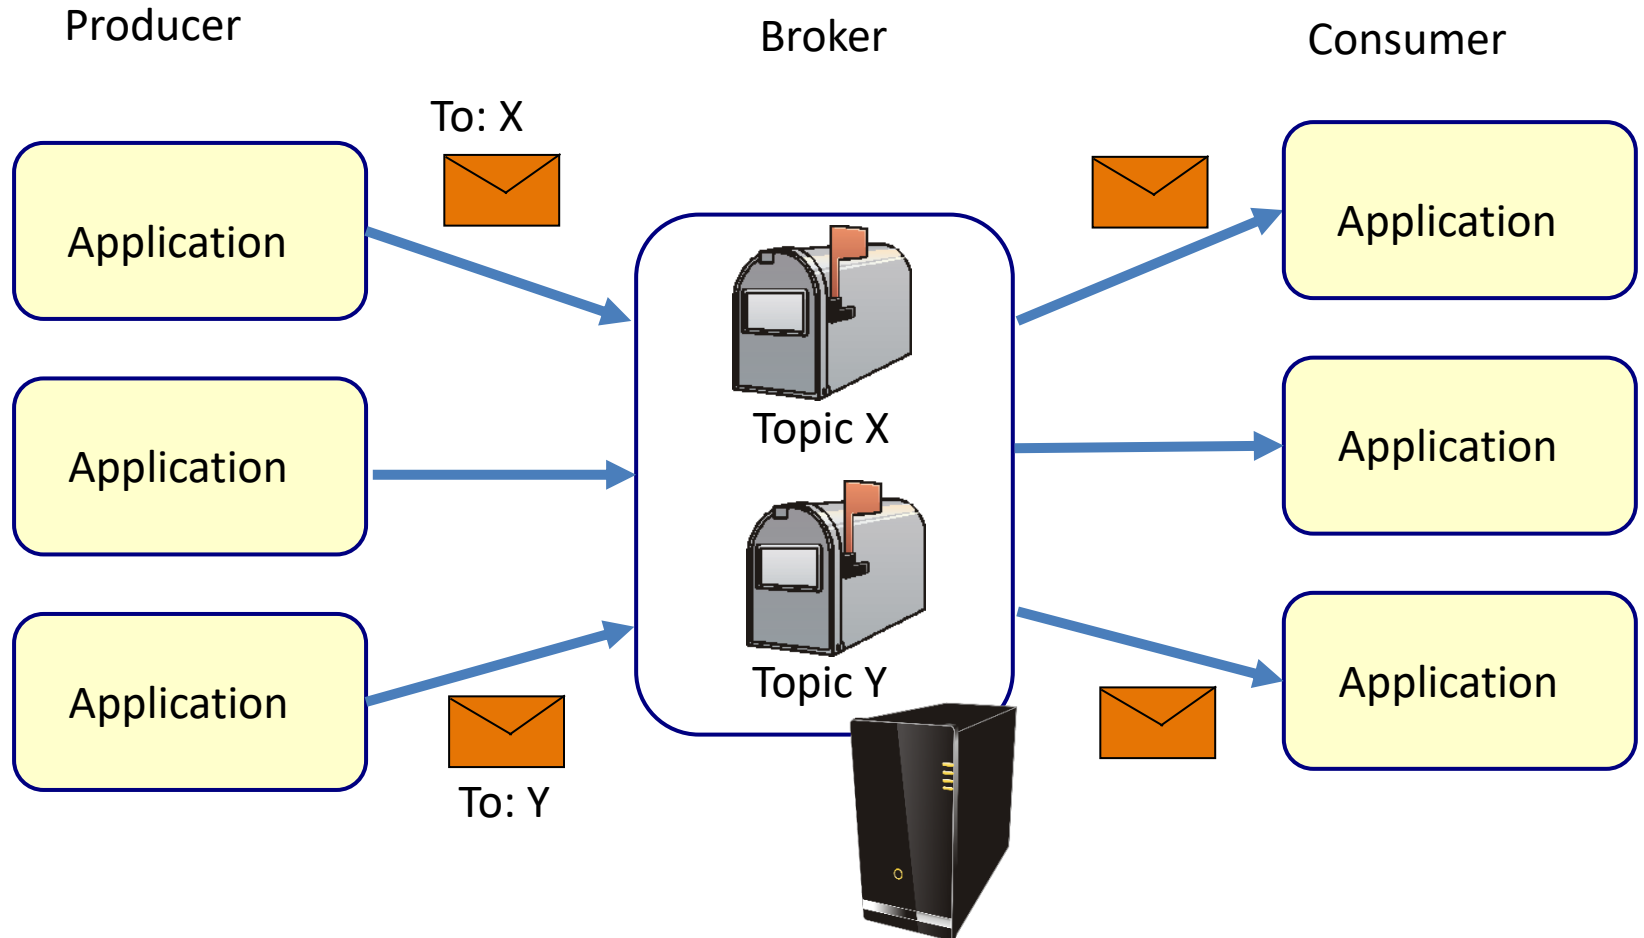 Producer
Broker
Consumer
To: X
Application
Application
Application
Topic X
Topic Y
To: Y
Application
Application
Application